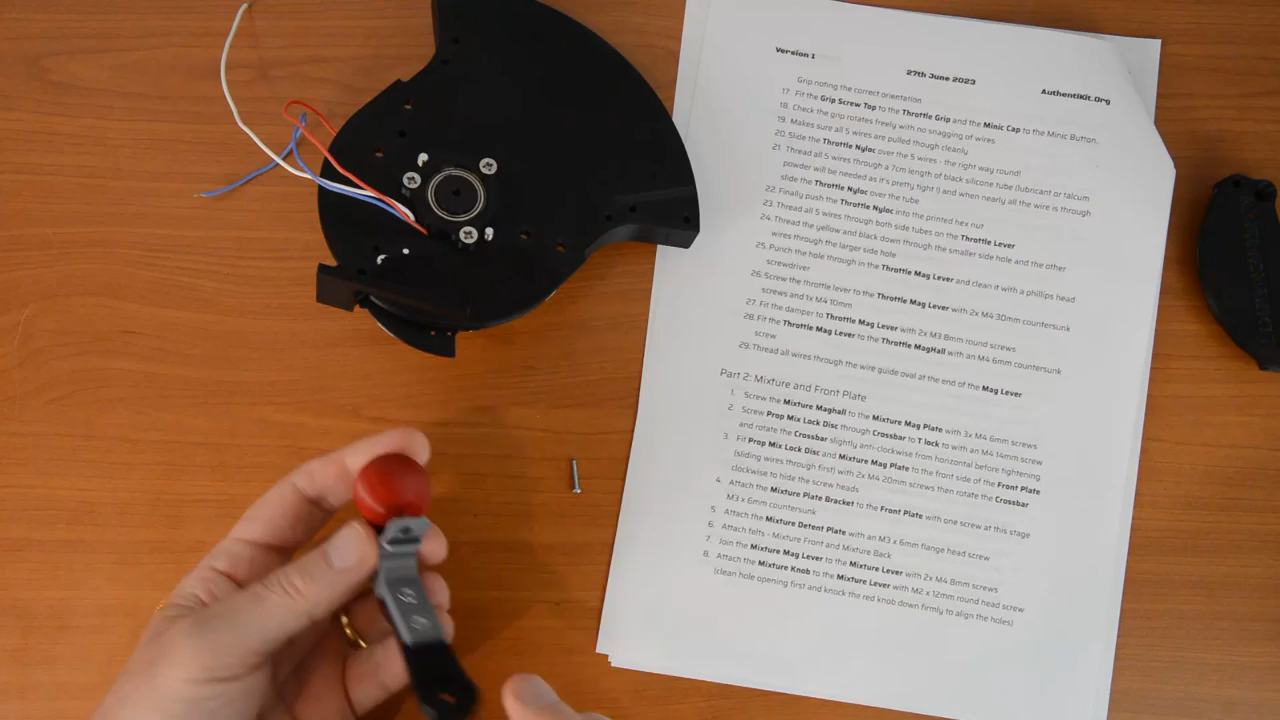 Version 1
27th June 2023
AuthentiKit.Org
Grip noting the correct orientation
17. Fit the Grip Screw Top to the Throttle Grip and the Minic Cap to the Minic Button.
18. Check the grip rotates freely with no snagging of wires
19. Makes sure all 5 wires are pulled though cleanly
20. Slide the Throttle Nyloc over the 5 wires - the right way round!
21. Thread all 5 wires through a 7cm length of black silicone tube (lubricant or talcum
powder will be needed as it's pretty tight !) and when nearly all the wire is through
slide the Throttle Nyloc over the tube
22. Finally push the Throttle Nyloc into the printed hex nut
23. Thread all 5 wires through both side tubes on the Throttle Lever
24. Thread the yellow and black down through the smaller side hole and the other
wires through the larger side hole
25. Punch the hole through in the Throttle Mag Lever and clean it with a phillips head
screwdriver
26. Screw the throttle lever to the Throttle Mag Lever with 2x M4 30mm countersunk
screws and 1x M4 10mm
27. Fit the damper to Throttle Mag Lever with 2x M3 8mm round screws
28. Fit the Throttle Mag Lever to the Throttle MagHall with an M4 6mm countersunk
screw
29. Thread all wires through the wire guide oval at the end of the Mag Lever
Part 2: Mixture and Front Plate
1. Screw the Mixture Maghall to the Mixture Mag Plate with 3x M4 6mm screws
2. Screw Prop Mix Lock Disc through Crossbar to T lock to with an M4 14mm screw
and rotate the Crossbar slightly anti-clockwise from horizontal before tightening
3. Fit Prop Mix Lock Disc and Mixture Mag Plate to the front side of the Front Plate
(sliding wires through first) with 2x M4 20mm screws then rotate the Crossbar
clockwise to hide the screw heads
4. Attach the Mixture Plate Bracket to the Front Plate with one screw at this stage
M3 x 6mm countersunk
5. Attach the Mixture Detent Plate with an M3 x 6mm flange head screw
6. Attach felts - Mixture Front and Mixture Back
7. Join the Mixture Mag Lever to the Mixture Lever with 2x M4 8mm screws
8. Attach the Mixture Knob to the Mixture Lever with M2 x 12mm round head screw
(clean hole opening first and knock the red knob down firmly to align the holes)